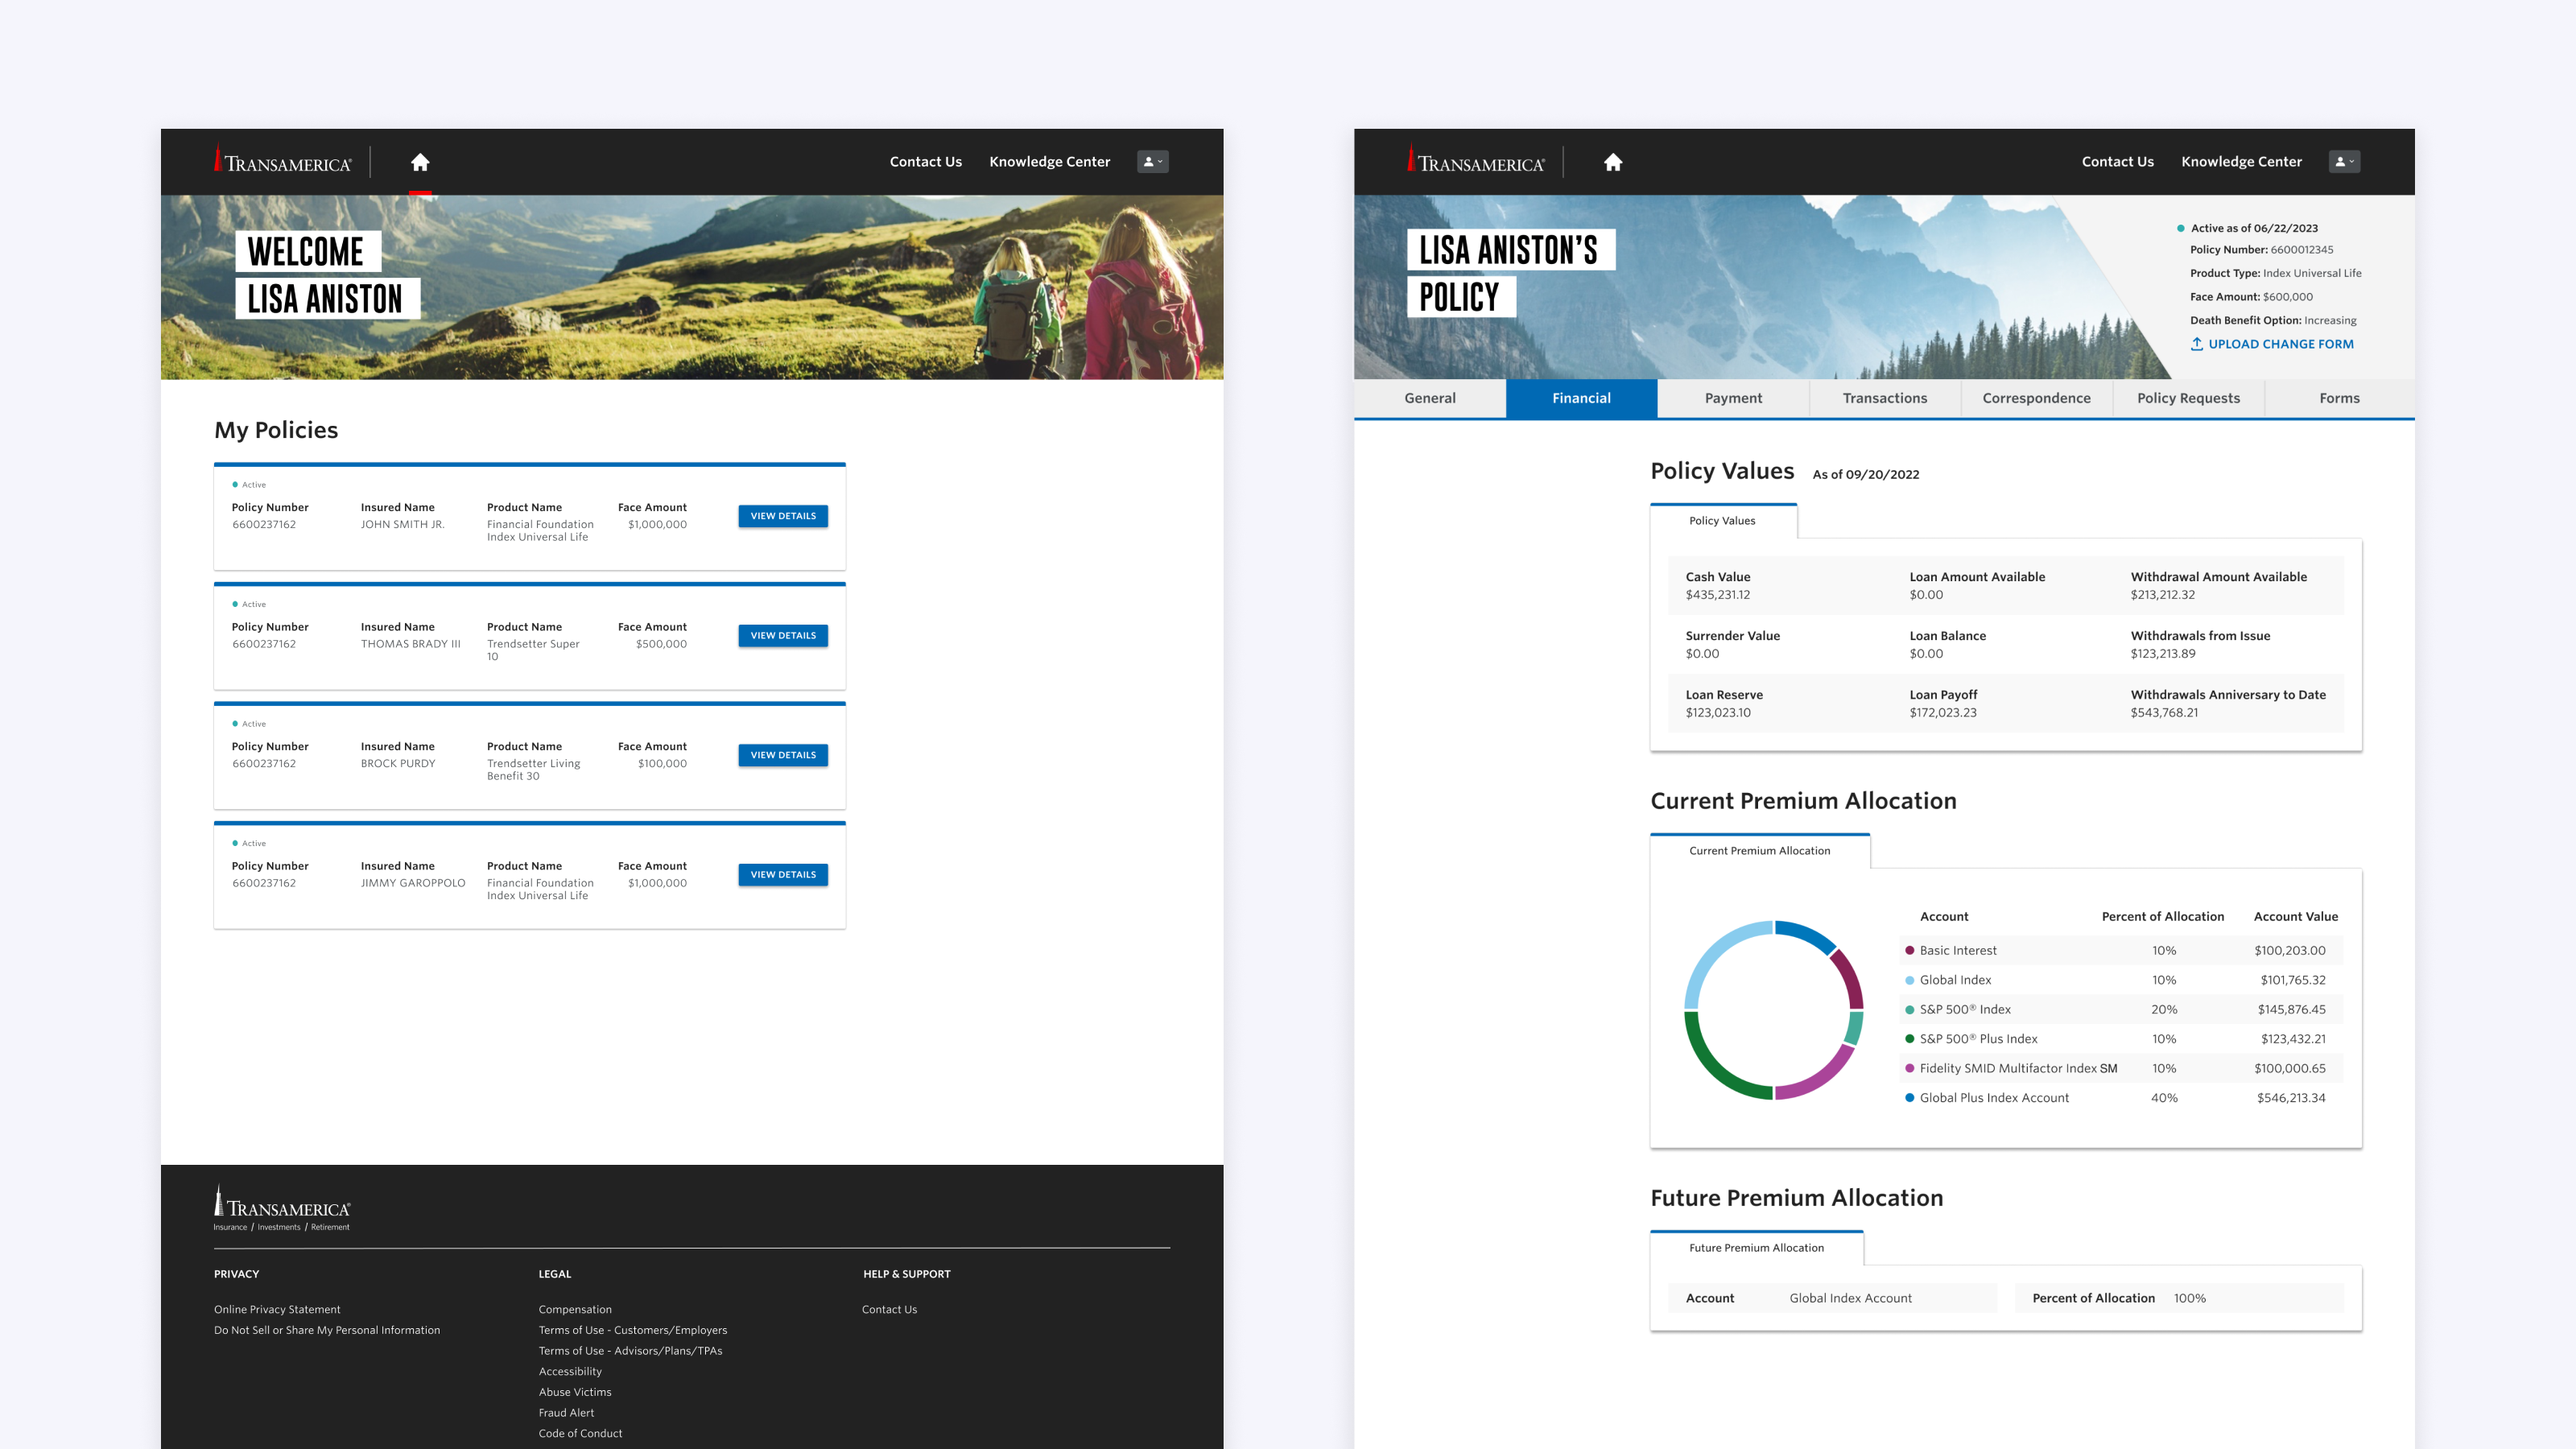 TRANSAMERICA®
Contact Us
Knowledge Center
WELCOME
LISA ANISTON
My Policies
Active
Policy Number Insured Name Product Name Face Amount
6600237162 JOHN SMITH JR. Financial Foundation $1,000,000 VIEW DETAILS
Index Universal Life
Active
Policy Number Insured Name Product Name Face Amount
6600237162 THOMAS BRADY III Trendsetter Super $500,000 VIEW DETAILS
10
Active
Policy Number Insured Name Product Name Face Amount
6600237162 BROCK PURDY Trendsetter Living $100,000 VIEW DETAILS
Benefit 30
Active
Policy Number Insured Name Product Name Face Amount
6600237162 JIMMY GAROPPOLO Financial Foundation $1,000,000 VIEW DETAILS
Index Universal Life
TRANSAMERICA®
Insurance / Investments / Retirement
PRIVACY
Online Privacy Statement
Do Not Sell or Share My Personal Information
LEGAL
Compensation
Terms of Use - Customers/Employers
Terms of Use - Advisors/Plans/TPAs
Accessibility
Abuse Victims
Fraud Alert
Code of Conduct
HELP & SUPPORT
Contact Us
TRANSAMERICA®
Contact Us
Knowledge Center
LISA ANISTON'S
POLICY
Active as of 06/22/2023
Policy Number: 6600012345
Product Type: Index Universal Life
Face Amount: $600,000
Death Benefit Option: Increasing
UPLOAD CHANGE FORM
General Financial Payment Transactions Correspondence Policy Requests Forms
Policy Values As of 09/20/2022
Policy Values
Cash Value Loan Amount Available Withdrawal Amount Available
$435,231.12 $0.00 $213,212.32
Surrender Value Loan Balance Withdrawals from Issue
$0.00 $0.00 $123,213.89
Loan Reserve Loan Payoff Withdrawals Anniversary to Date
$123,023.10 $172,023.23 $543,768.21
Current Premium Allocation
Current Premium Allocation
Account Percent of Allocation Account Value
Basic Interest 10% $100,203.00
Global Index 10% $101,765.32
S&P 500® Index 20% $145,876.45
S&P 500® Plus Index 10% $123,432.21
Fidelity SMID Multifactor Index SM 10% $100,000.65
Global Plus Index Account 40% $546,213.34
Future Premium Allocation
Future Premium Allocation
Account Global Index Account Percent of Allocation 100%